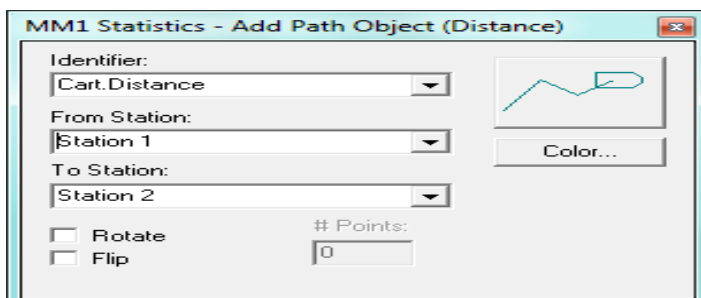 MM1 Statistics - Add Path Object (Distance)
Identifier:
Cart.Distance
From Station:
Station 1
Color...
To Station:
Station 2
Rotate
# Points:
Flip
0